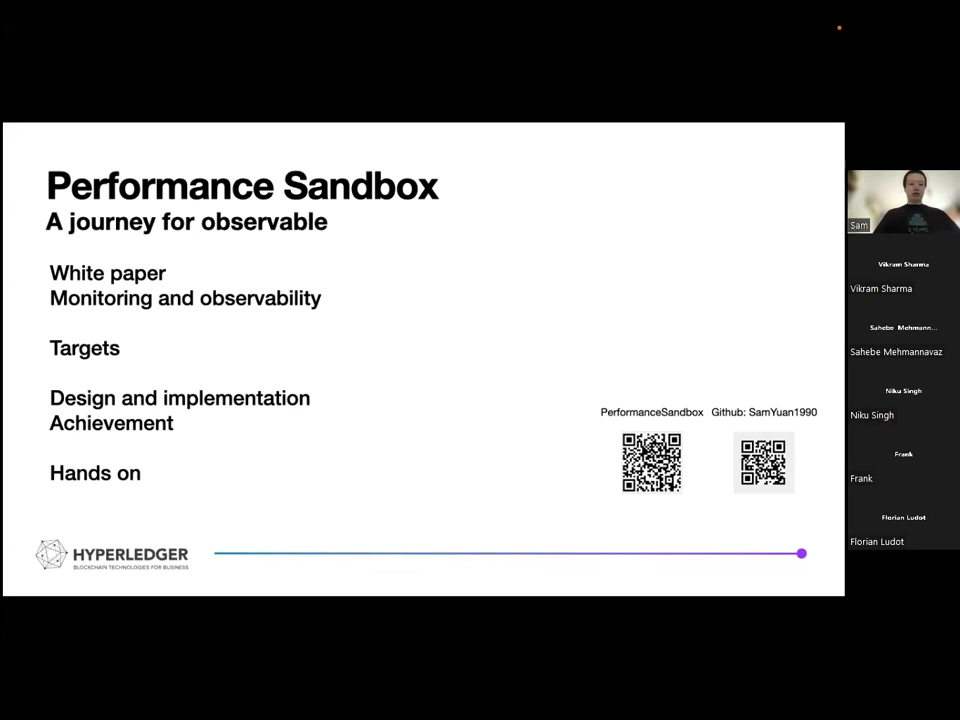 Performance Sandbox
A journey for observable
White paper
Monitoring and observability
Targets
Design and implementation
Achievement
Hands on
PerformanceSandbox
Github: SamYuan1990
HYPERLEDGER
BLOCKCHAIN TECHNOLOGIES FOR BUSINESS
Sam
Vikram Sharma
Vikram Sharma
Sahebe Mehmann...
Sahebe Mehmannavaz
Niku Singh
Niku Singh
Frank
Frank
Florian Ludot
Florian Ludot